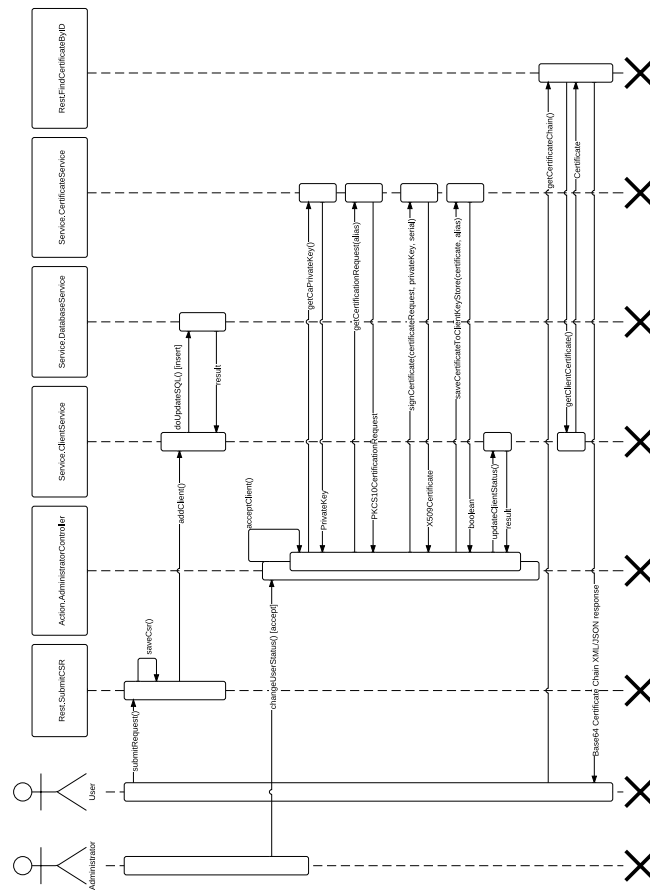 Administrator
User
Rest.SubmitCSR
Action.AdministratorController
Service.ClientService
Service.DatabaseService
Service.CertificateService
Rest.FindCertificateByID
submitRequest()
saveCsr()
addClient()
doUpdateSQL() [insert]
result
changeUserStatus() [accept]
acceptClient()
getCaPrivateKey()
PrivateKey
getCertificationRequest(alias)
PKCS10CertificationRequest
signCertificate(certificateRequest, privateKey, serial)
X509Certificate
saveCertificateToClientKeyStore(certificate, alias)
boolean
updateClientStatus()
result
getCertificateChain()
getClientCertificate()
Certificate
Base64 Certificate Chain XML/JSON response